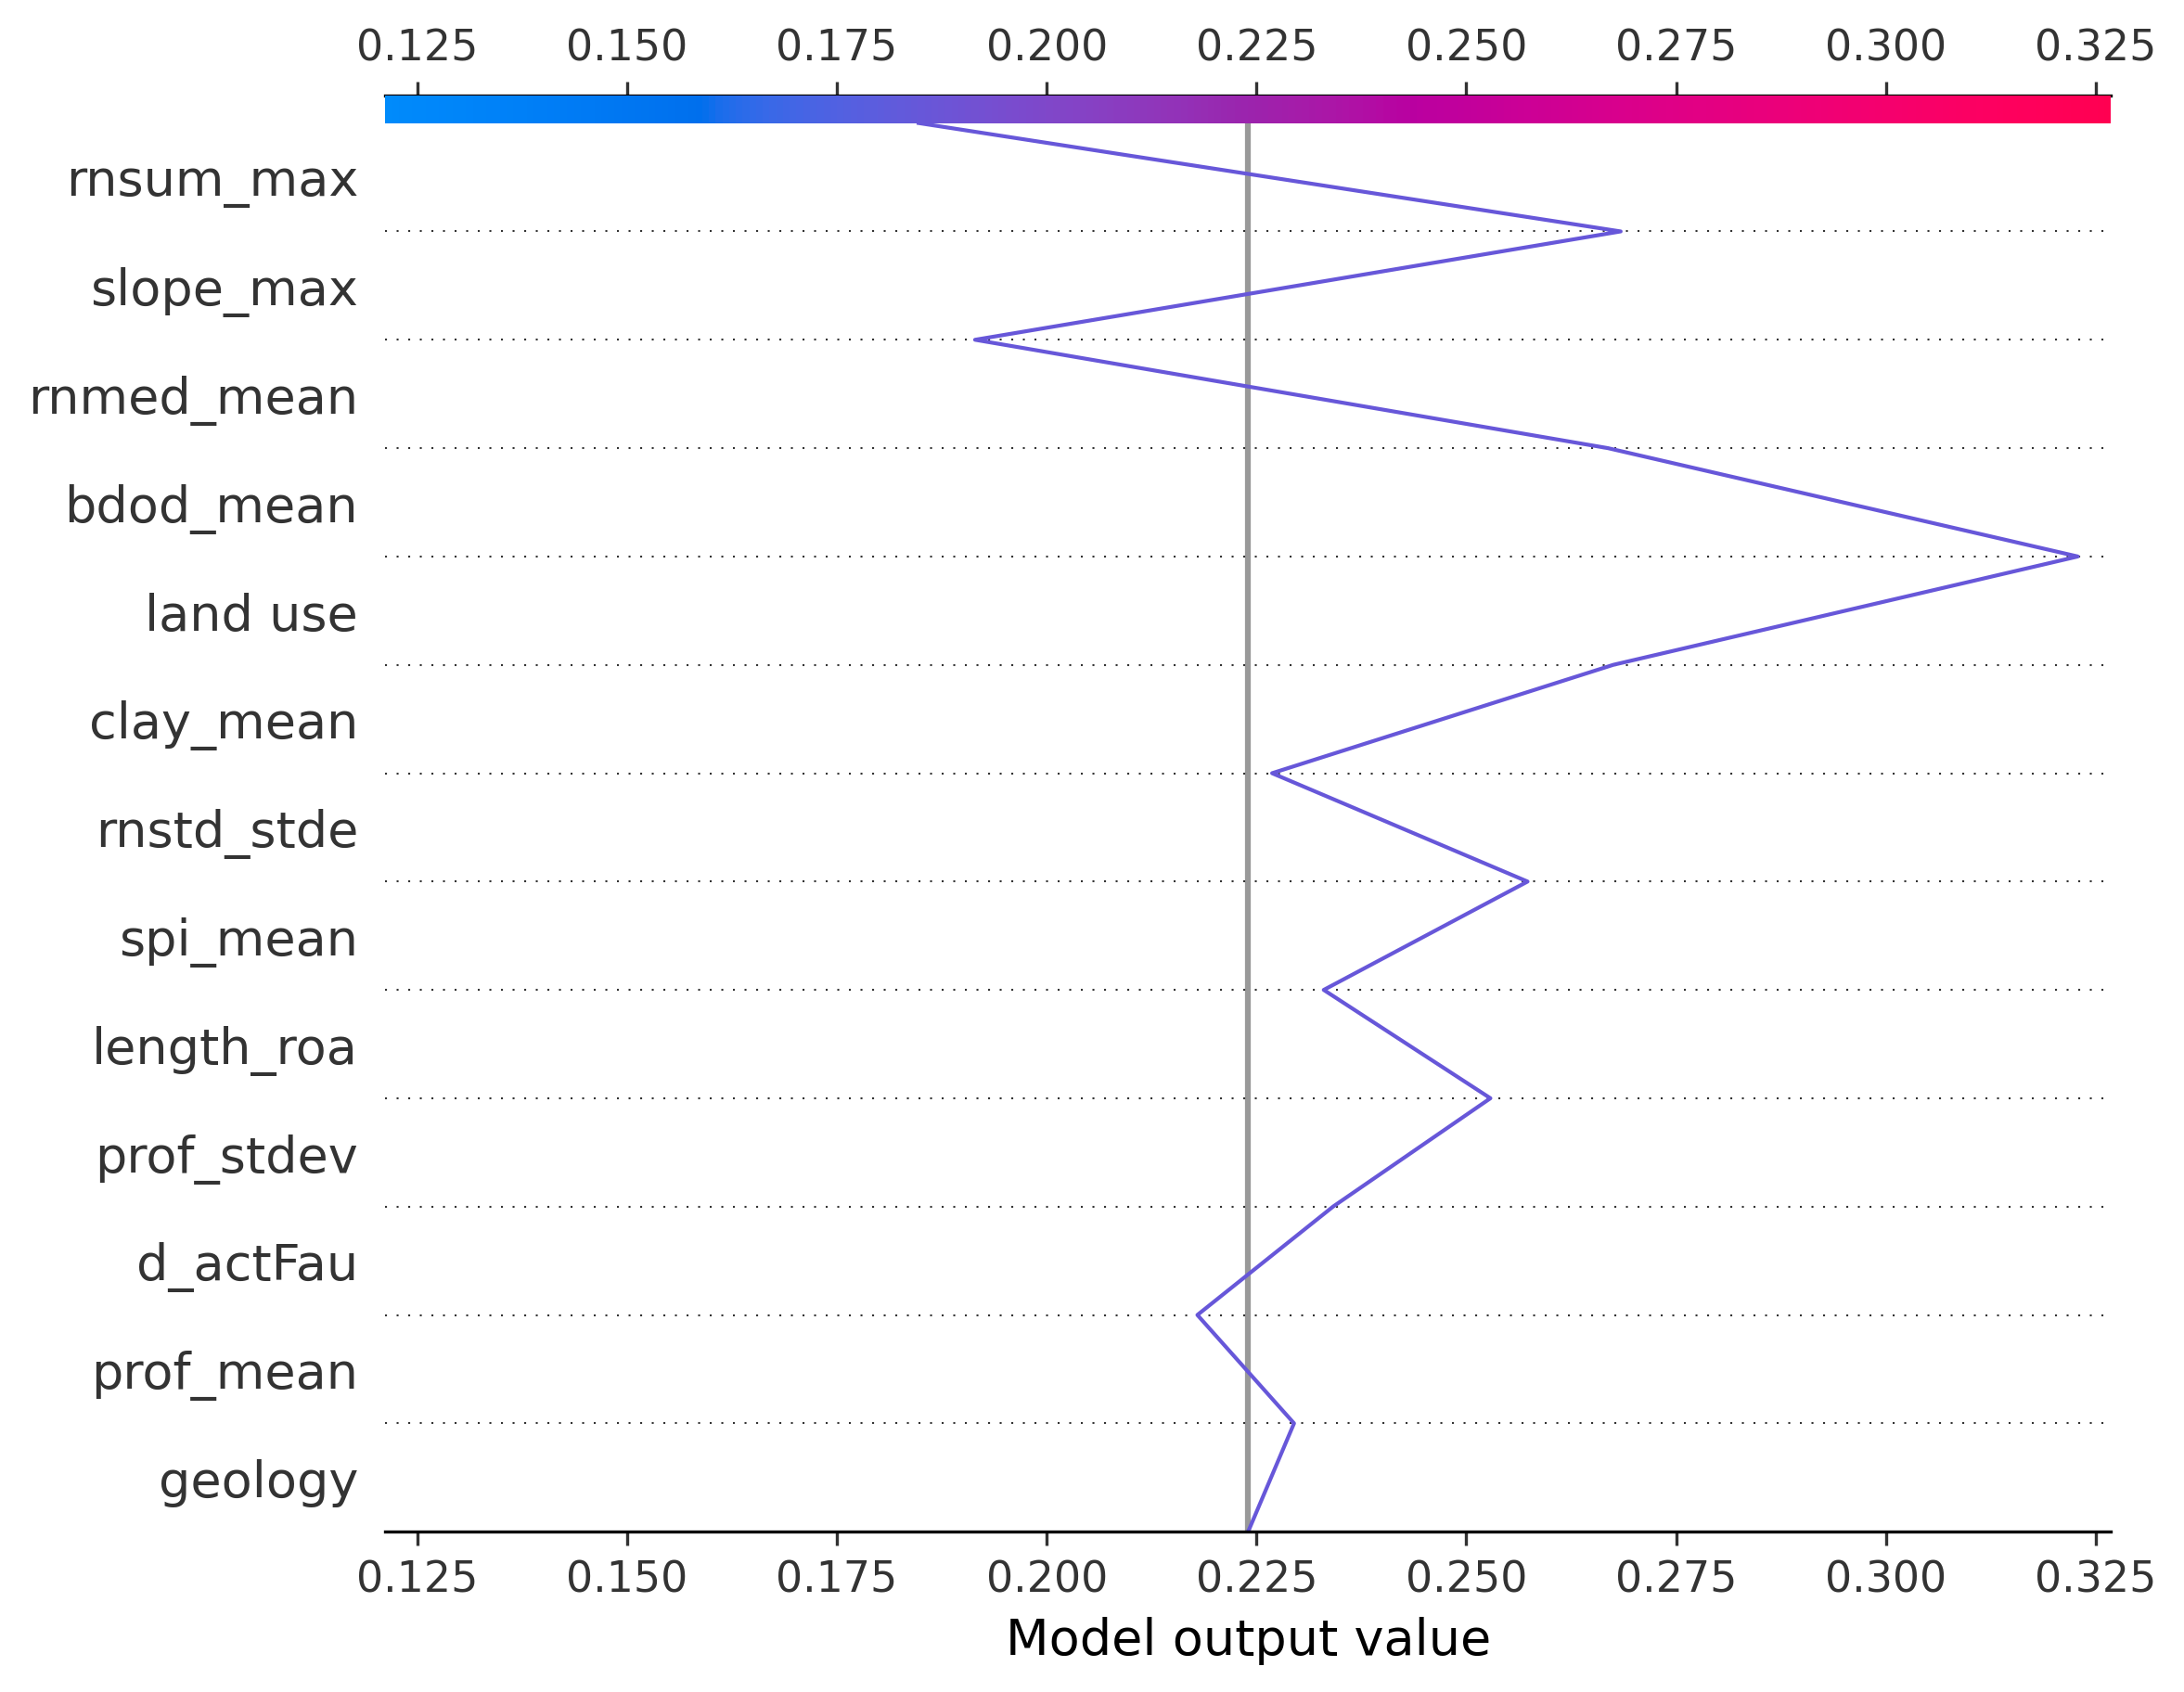 0.125 0.150 0.175 0.200 0.225 0.250 0.275 0.300 0.325
rnsum_max
slope_max
rnmed_mean
bdod_mean
land use
clay_mean
rnstd_stde
spi_mean
length_roa
prof_stdev
d_actFau
prof_mean
geology
0.125 0.150 0.175 0.200 0.225 0.250 0.275 0.300 0.325
Model output value